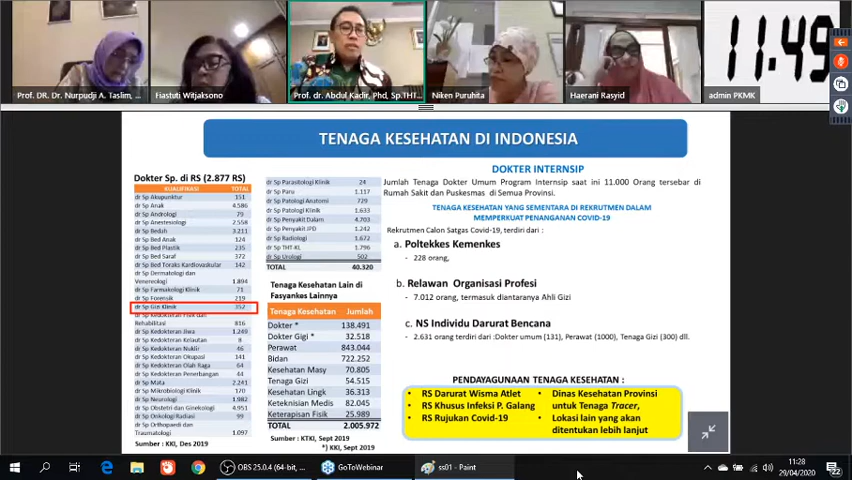 11.49
Prof. DR. Dr. Nurpudji A. Taslim, ...
Fiastuti Witjaksono
Prof. dr. Abdul Kadir, Phd, Sp.THT...
Niken Puruhita
Haerani Rasyid
admin PKMK
TENAGA KESEHATAN DI INDONESIA
Dokter Sp. di RS (2.877 RS)
KUALIFIKASI TOTAL
dr Sp Akupunktur 151
dr Sp Anak 4.586
dr Sp Andrologi 79
dr Sp Anestesiologi 2.558
dr Sp Bedah 3.211
dr Sp Bed Anak 124
dr Sp Bed Plastik 235
dr Sp Bed Saraf 372
dr Sp Bed Toraks Kardiovaskular 142
dr Sp Dermatologi dan
Venerologi 1.894
dr Sp Farmakologi Klinik 71
dr Sp Forensik 219
dr Sp Gizi Klinik 352
dr Sp Kedokteran Fisik dan
Rehabilitasi 816
dr Sp Kedokteran Jiwa 1.249
dr Sp Kedokteran Kelautan 8
dr Sp Kedokteran Nuklir 46
dr Sp Kedokteran Okupasi 141
dr Sp Kedokteran Olah Raga 64
dr Sp Kedokteran Penerbangan 44
dr Sp Mata 2.241
dr Sp Mikrobiologi Klinik 170
dr Sp Neurologi 1.982
dr Sp Obstetri dan Ginekologi 4.951
dr Sp Onkologi Radiasi 99
dr Sp Orthopaedi dan
Traumatologi 1.097
Sumber : KKI, Des 2019
dr Sp Parasitologi Klinik 24
dr Sp Paru 1.117
dr Sp Patologi Anatomi 729
dr Sp Patologi Klinik 1.633
dr Sp Penyakit Dalam 4.703
dr Sp Penyakit JPD 1.242
dr Sp Radiologi 1.672
dr Sp THT-KL 1.796
dr Sp Urologi 502
TOTAL 40.320
Tenaga Kesehatan Lain di
Fasyankes Lainnya
Tenaga Kesehatan Jumlah
Dokter * 138.491
Dokter Gigi * 32.518
Perawat 843.044
Bidan 722.252
Kesehatan Masy 70.805
Tenaga Gizi 54.515
Kesehatan Lingk 36.313
Keteknisian Medis 82.045
Keterapisan Fisik 25.989
TOTAL 2.005.972
Sumber : KTKI, Sept 2019
*) KKI, Sept 2019
DOKTER INTERNSIP
Jumlah Tenaga Dokter Umum Program Internsip saat ini 11.000 Orang tersebar di
Rumah Sakit dan Puskesmas di Semua Provinsi.
TENAGA KESEHATAN YANG SEMENTARA DI REKRUTMEN DALAM
MEMPERKUAT PENANGANAN COVID-19
Rekrutmen Calon Satgas Covid-19, terdiri dari :
a. Poltekkes Kemenkes
- 228 orang,
b. Relawan Organisasi Profesi
- 7.012 orang, termasuk diantaranya Ahli Gizi
c. NS Individu Darurat Bencana
- 2.631 orang terdiri dari :Dokter umum (131), Perawat (1000), Tenaga Gizi (300) dll.
PENDAYAGUNAAN TENAGA KESEHATAN :
• RS Darurat Wisma Atlet
• RS Khusus Infeksi P. Galang
• RS Rujukan Covid-19
• Dinas Kesehatan Provinsi
untuk Tenaga Tracer,
• Lokasi lain yang akan
ditentukan lebih lanjut
OBS 25.0.4 (64-bit, ...
GoToWebinar
ss01 - Paint
11:28
29/04/2020
22